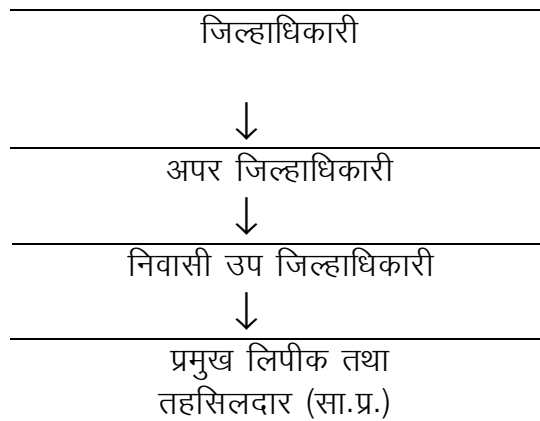 जिल्हाधिकारी
↓
अपर जिल्हाधिकारी
↓
निवासी उप जिल्हाधिकारी
↓
प्रमुख लिपीक तथा
तहसिलदार (सा.प्र.)